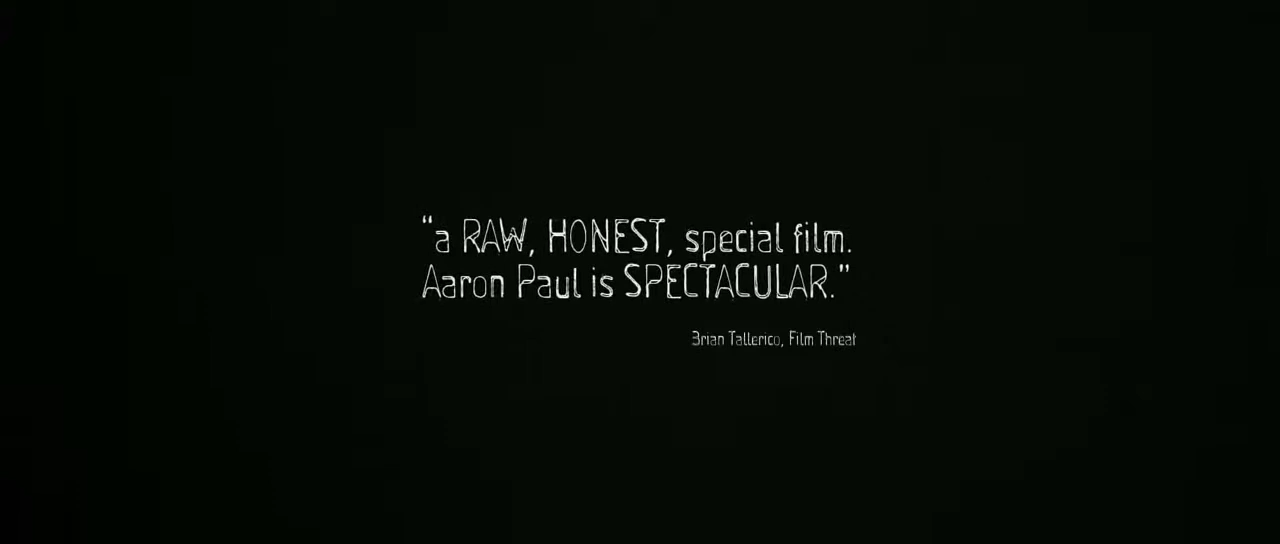 “a RAW, HONEST, special film.
Aaron Paul is SPECTACULAR.”
Brian Tallerico, Film Threat